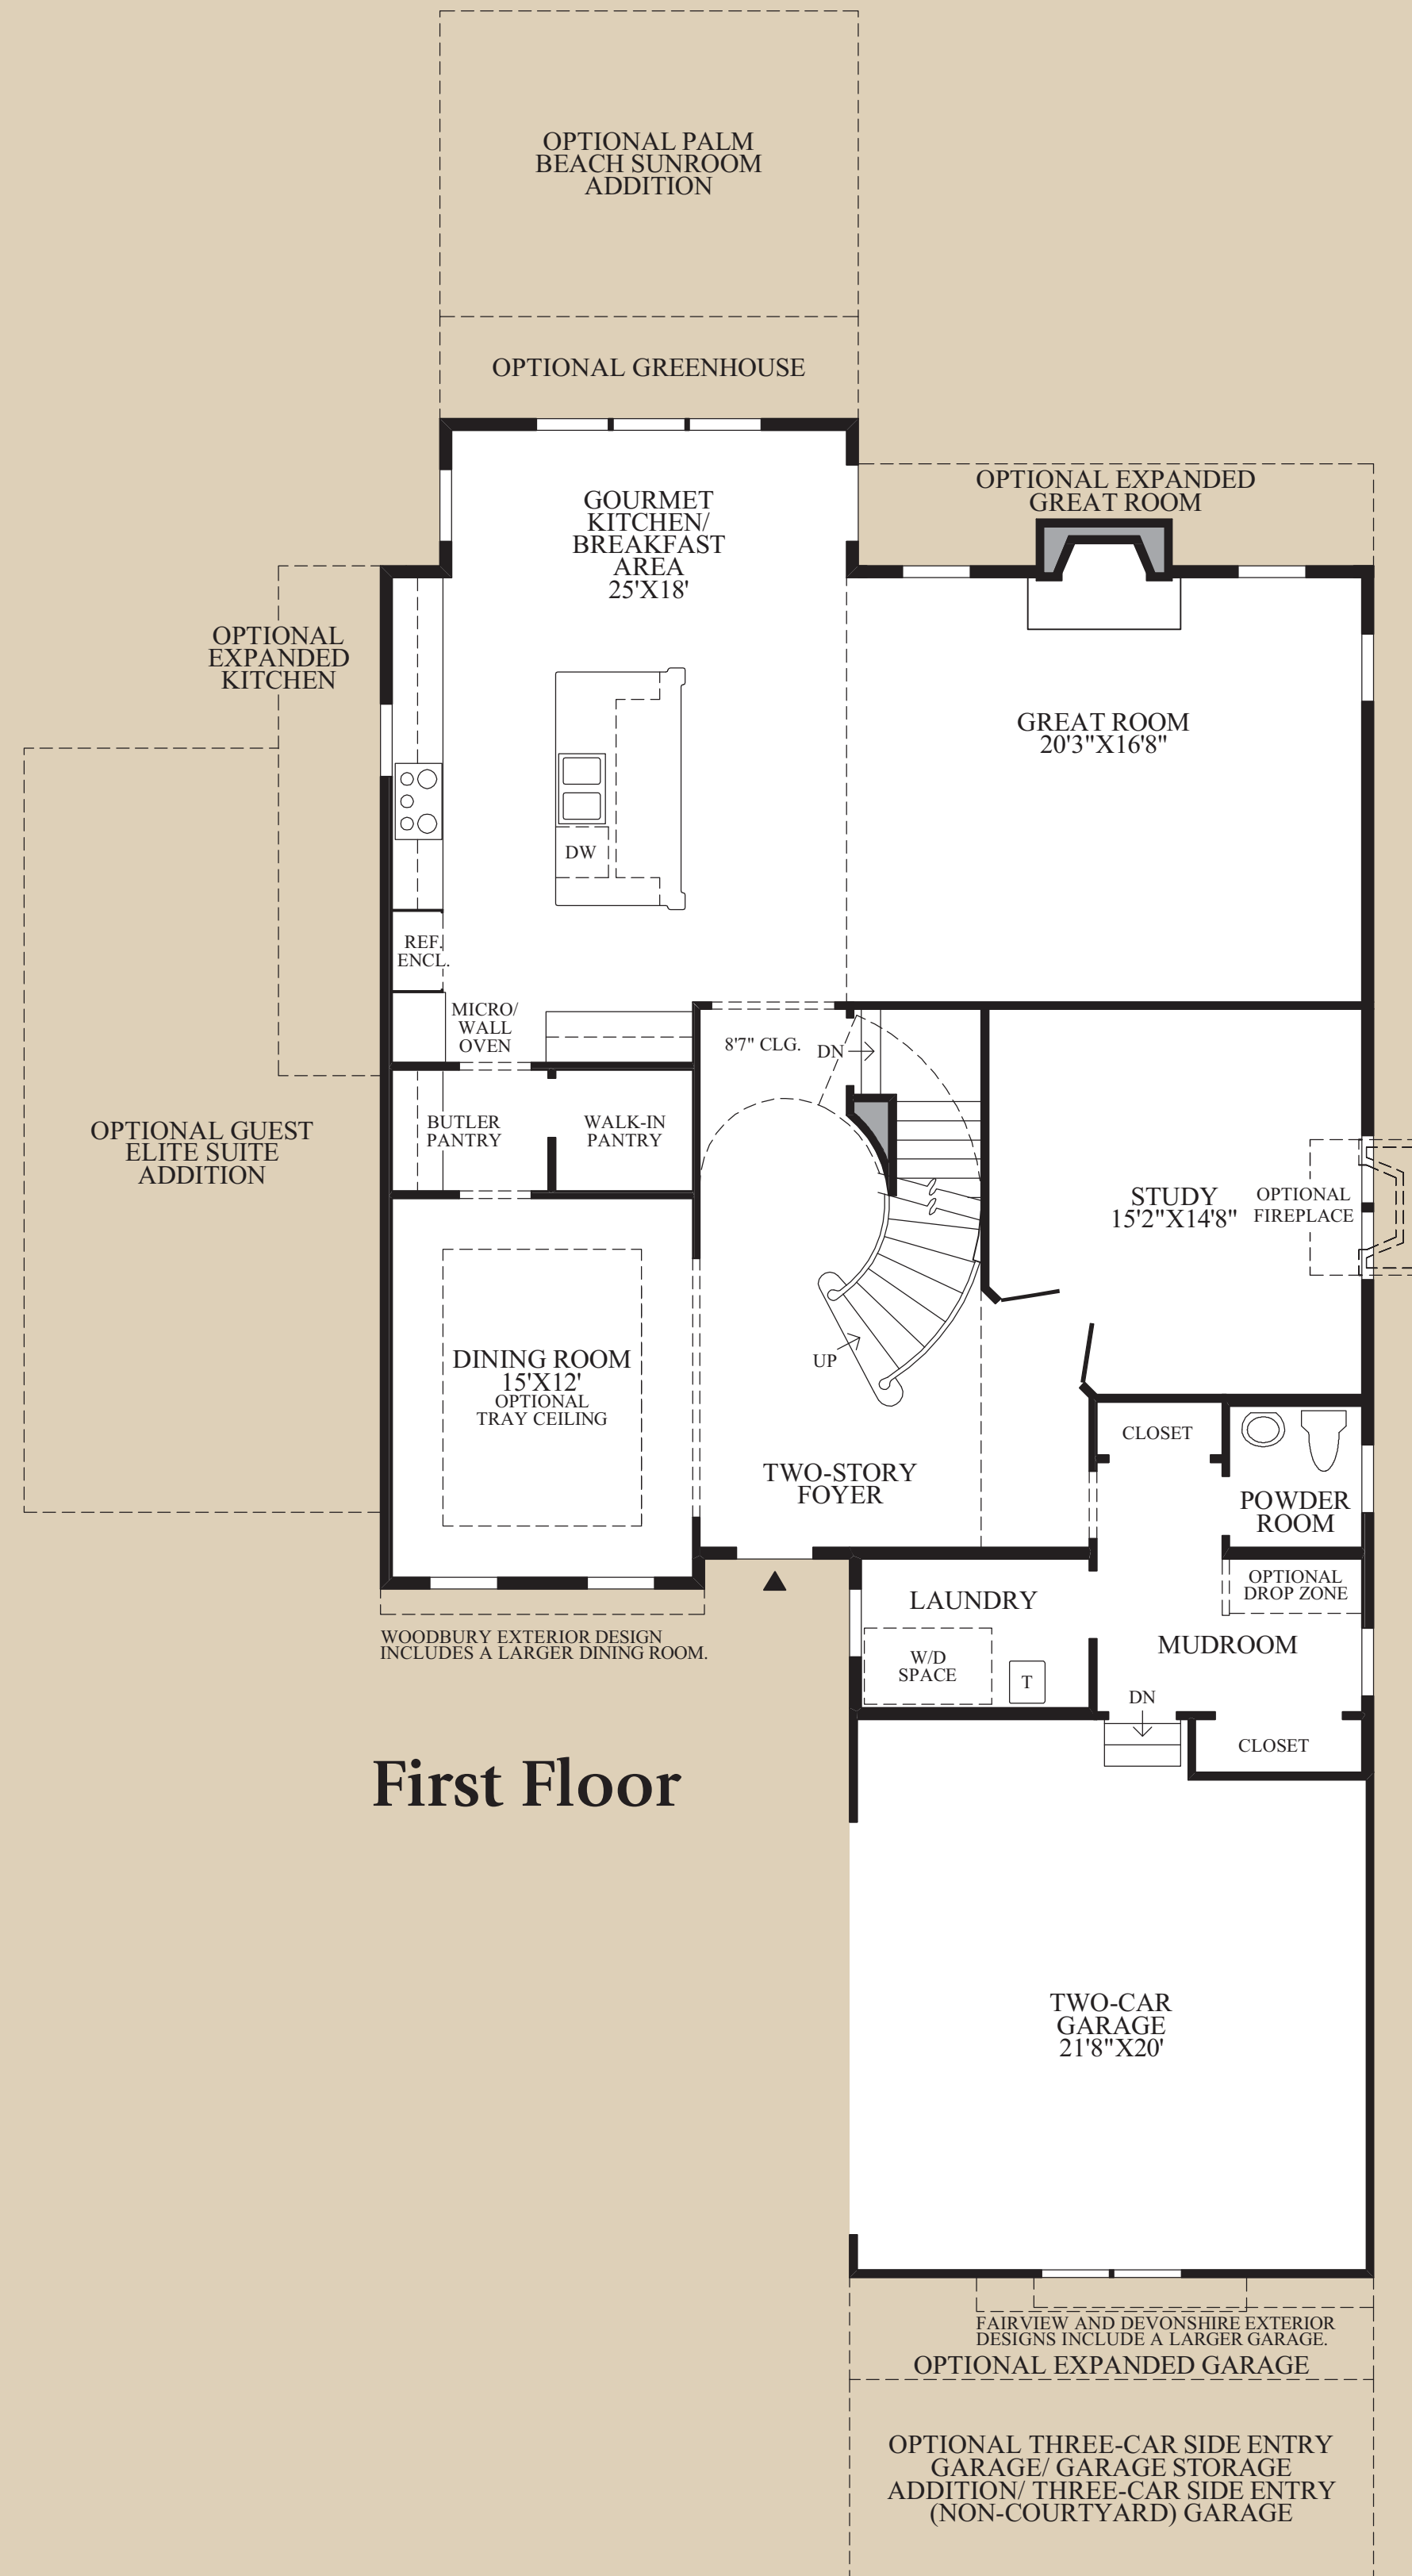 OPTIONAL PALM
BEACH SUNROOM
ADDITION
OPTIONAL GREENHOUSE
OPTIONAL EXPANDED
GREAT ROOM
GOURMET
KITCHEN/
BREAKFAST
AREA
25'X18'
OPTIONAL
EXPANDED
KITCHEN
GREAT ROOM
20'3"X16'8"
DW
REF.
ENCL.
MICRO/
WALL
OVEN
8'7" CLG.
DN
BUTLER
PANTRY
WALK-IN
PANTRY
OPTIONAL GUEST
ELITE SUITE
ADDITION
STUDY
15'2"X14'8"
OPTIONAL
FIREPLACE
DINING ROOM
15'X12'
OPTIONAL
TRAY CEILING
UP
TWO-STORY
FOYER
CLOSET
POWDER
ROOM
OPTIONAL
DROP ZONE
LAUNDRY
W/D
SPACE
T
MUDROOM
DN
CLOSET
WOODBURY EXTERIOR DESIGN
INCLUDES A LARGER DINING ROOM.
First Floor
TWO-CAR
GARAGE
21'8"X20'
FAIRVIEW AND DEVONSHIRE EXTERIOR
DESIGNS INCLUDE A LARGER GARAGE.
OPTIONAL EXPANDED GARAGE
OPTIONAL THREE-CAR SIDE ENTRY
GARAGE/ GARAGE STORAGE
ADDITION/ THREE-CAR SIDE ENTRY
(NON-COURTYARD) GARAGE